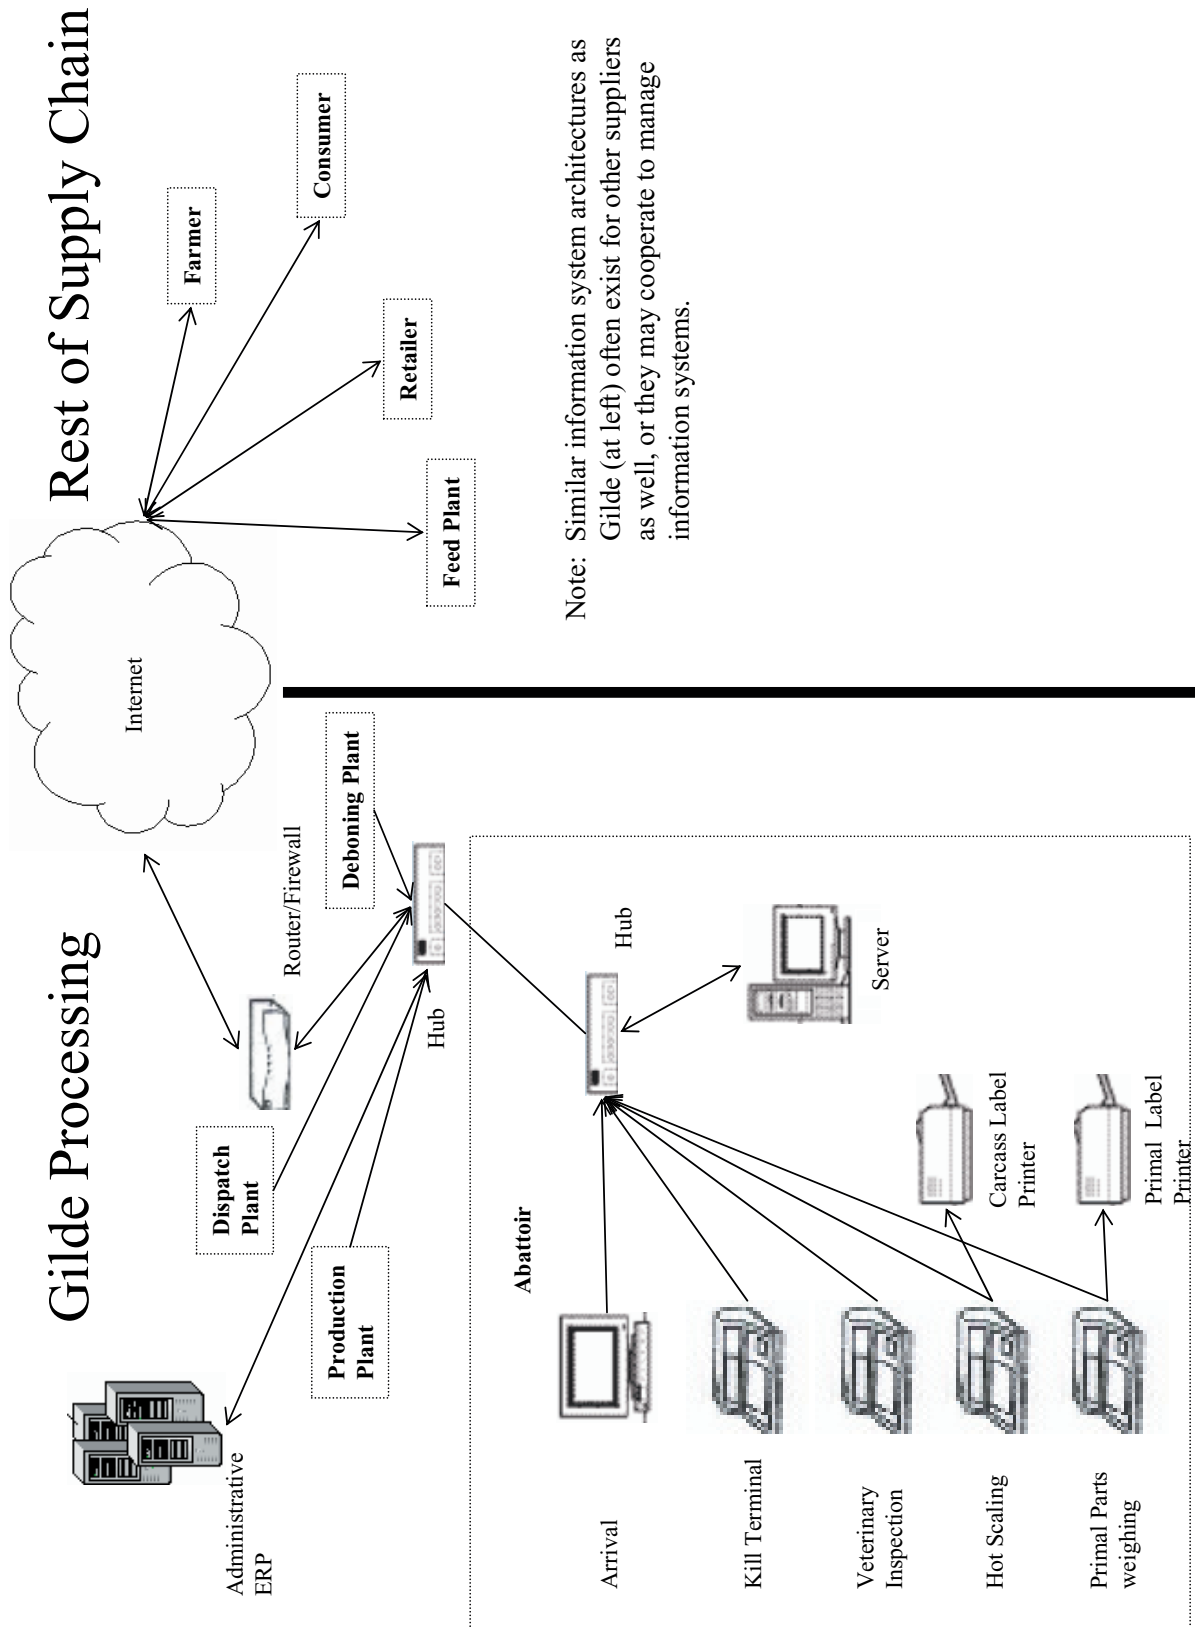 Gilde Processing
Rest of Supply Chain
Internet
Farmer
Consumer
Retailer
Feed Plant
Note:  Similar information system architectures as
Gilde (at left) often exist for other suppliers
as well, or they may cooperate to manage
information systems.
Administrative
ERP
Dispatch
Plant
Production
Plant
Router/Firewall
Deboning Plant
Hub
Abattoir
Arrival
Kill Terminal
Veterinary
Inspection
Hot Scaling
Primal Parts
weighing
Hub
Server
Carcass Label
Printer
Primal  Label
Printer